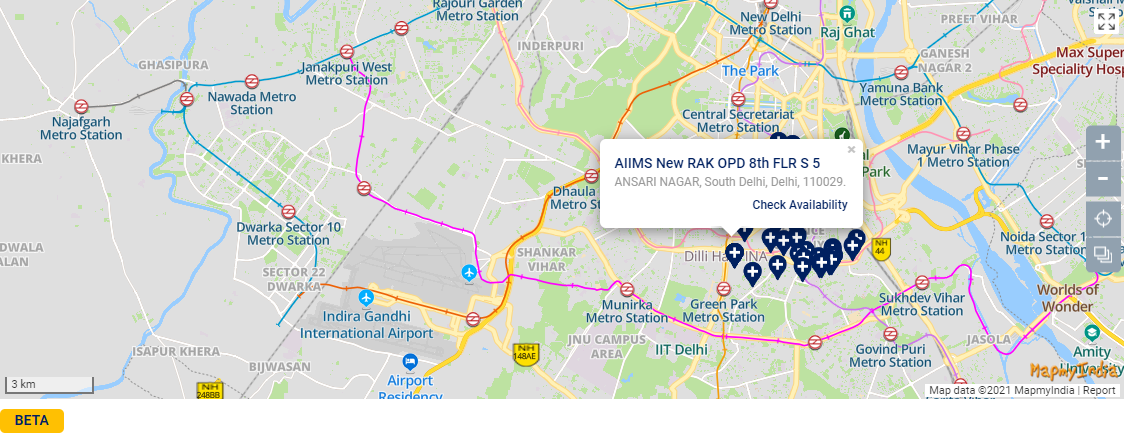 Rajouri Garden
Metro Station
New Delhi
Metro Station
Raj Ghat
PREET VIHAR
INDERPURI
GHASIPURA
Janakpuri West
Metro Station
GANESH
NAGAR 2
Max Super
Speciality Hosp
The Park
Nawada Metro
Station
Yamuna Bank
Metro Station
Najafgarh
Metro Station
Central Secretariat
Metro Station
Mayur Vihar Phase
1 Metro Station
AIIMS New RAK OPD 8th FLR S 5
×
ANSARI NAGAR, South Delhi, Delhi, 110029.
Check Availability
Park
KHERA
Dhaula
Metro St
Dwarka Sector 10
Metro Station
Noida Sector 1
Metro Station
+
-
DWALA
ALAN
SHANKAR
VIHAR
Dilli Ha
INA
NH
44
SECTOR 22
DWARKA
Indira Gandhi
International Airport
Munirka
Metro Station
Green Park
Metro Station
Sukhdev Vihar
Metro Station
Worlds of
Wonder
ISAPUR KHERA
NH
148AE
JNU CAMPUS
AREA
IIT Delhi
Govind Puri
Metro Station
JASOLA
Amity
University
BIJWASAN
Airport
Residency
3 km
NH
248BB
MapmyIndia
Map data ©2021 MapmyIndia | Report
BETA